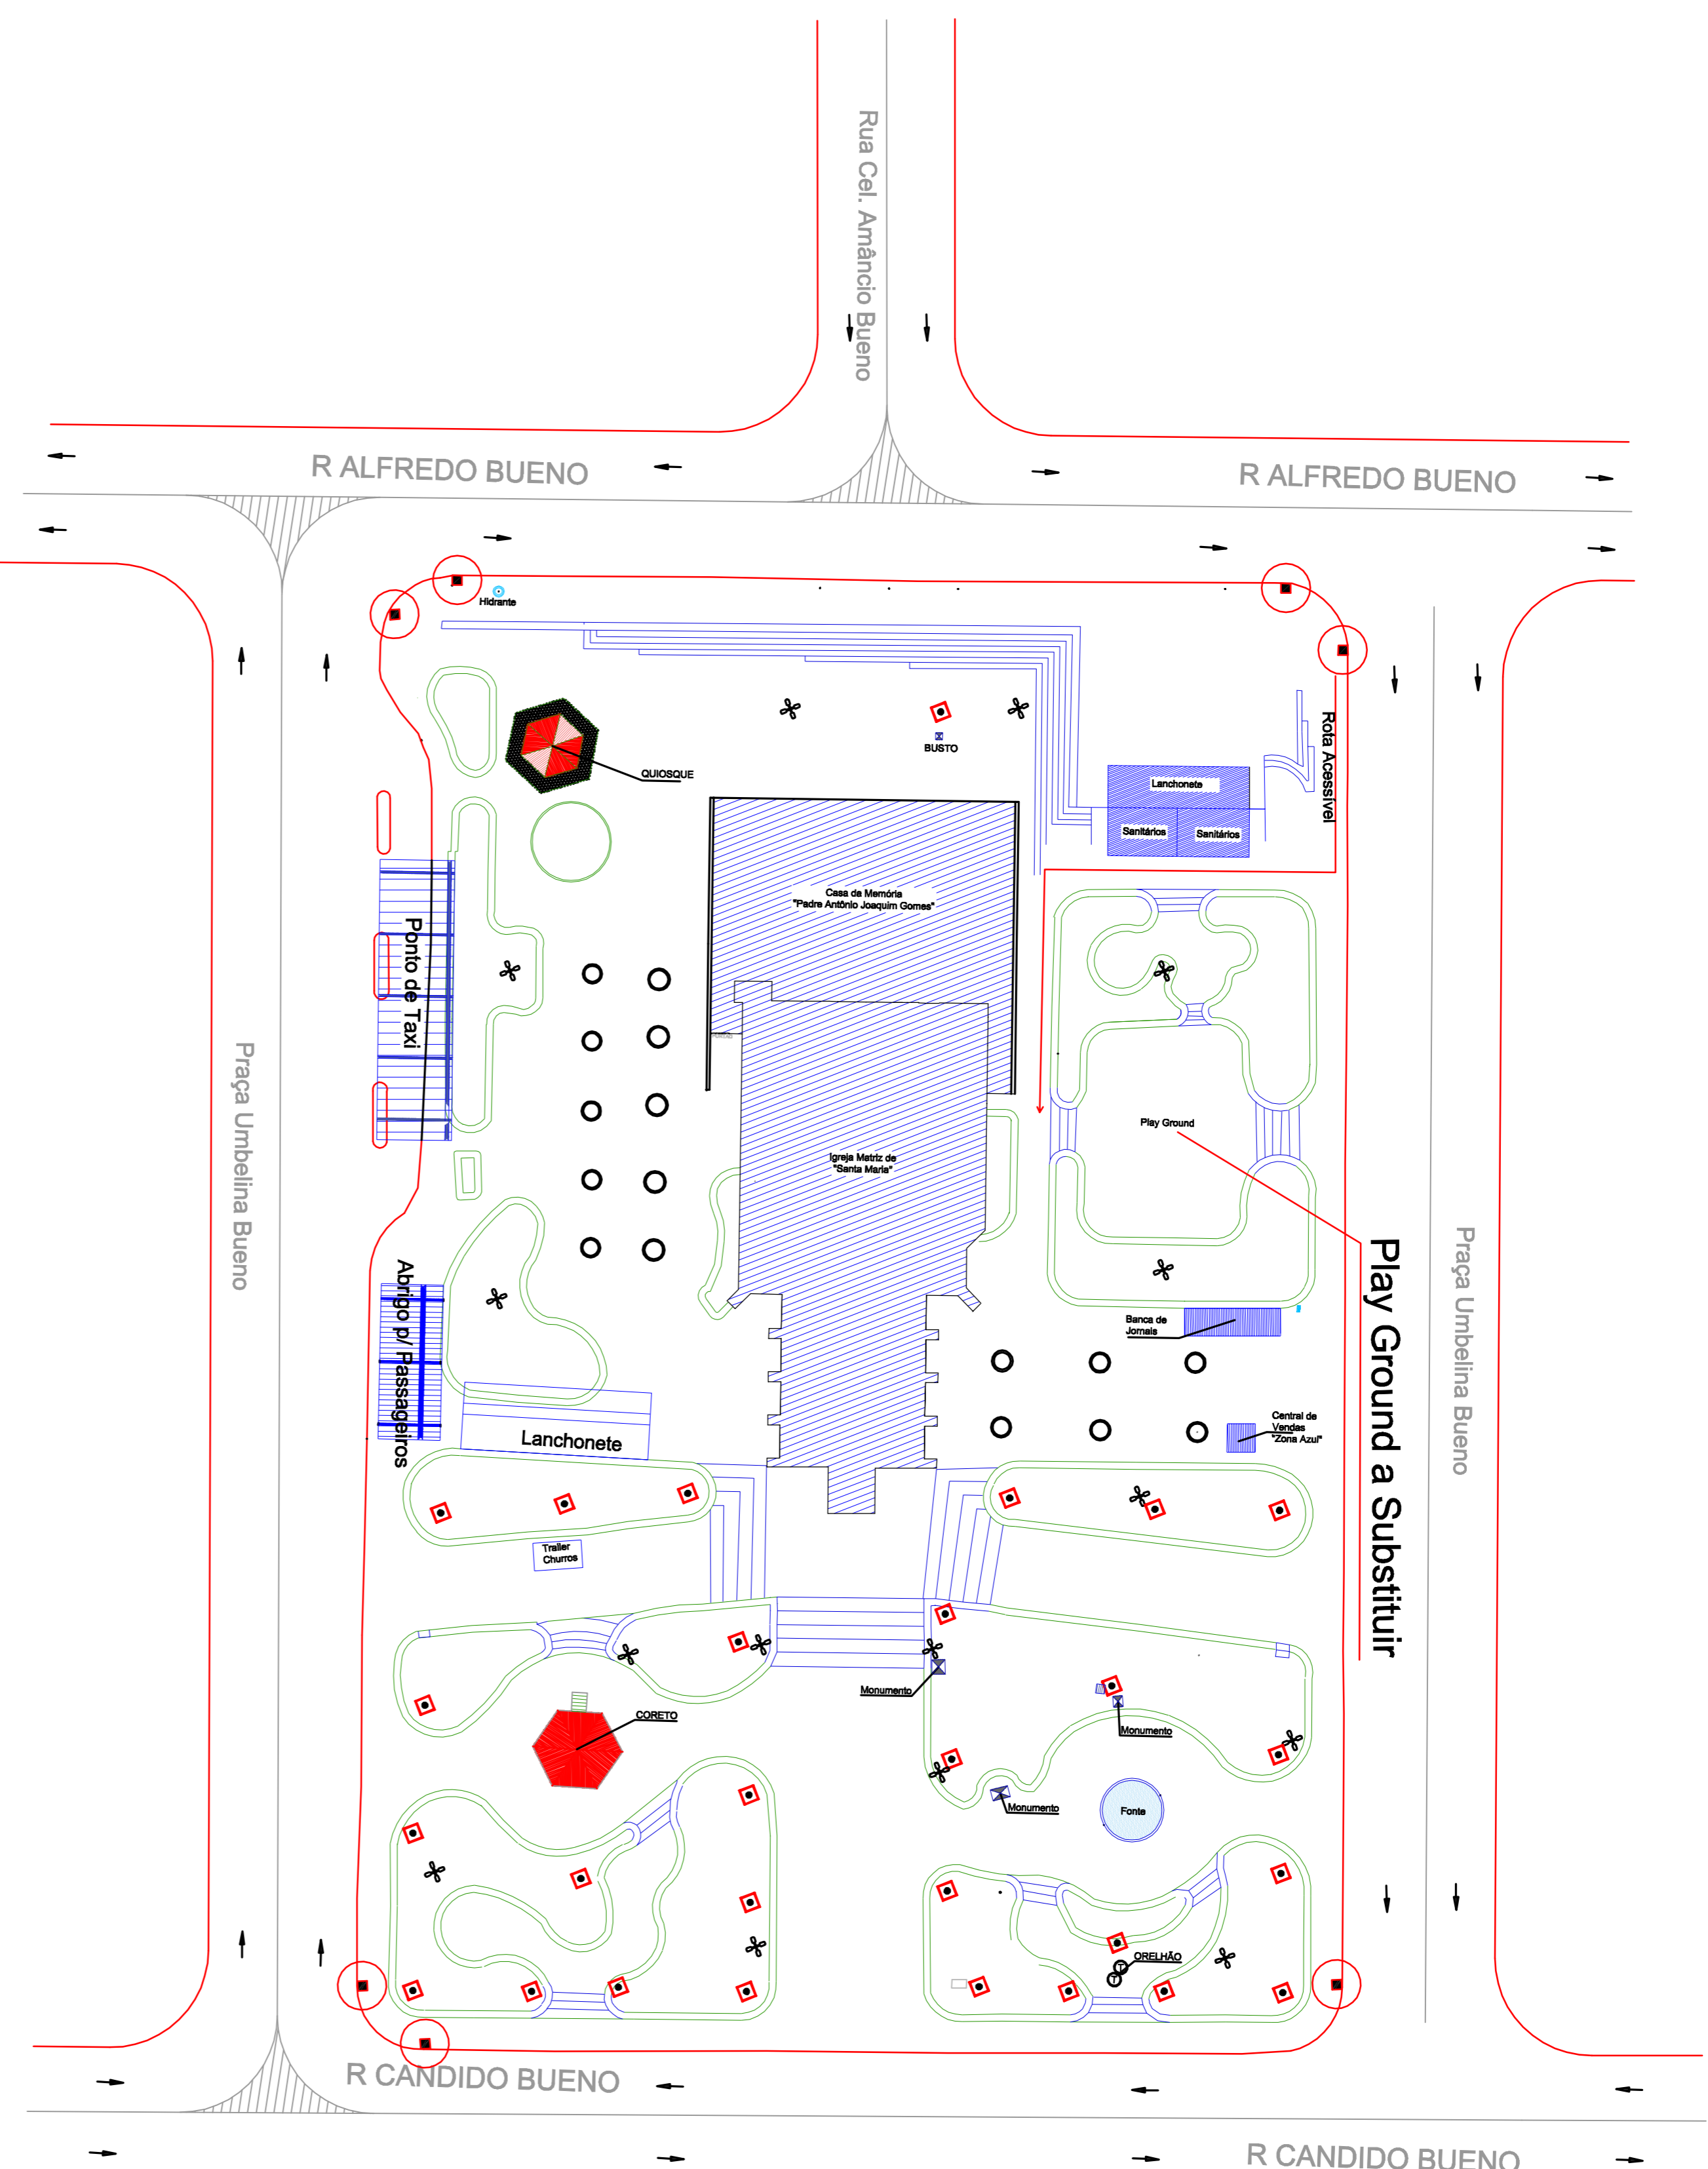 Rua Cel. Amâncio Bueno
R ALFREDO BUENO
R ALFREDO BUENO
Hidrante
BUSTO
QUIOSQUE
Rota Acessível
Lanchonete
Sanitários
Sanitários
Casa da Memória
"Padre Antônio Joaquim Gomes"
Ponto de Taxi
Praça Umbelina Bueno
Play Ground
Igreja Matriz de
"Santa Maria"
Play Ground a Substituir
Praça Umbelina Bueno
Abrigo p/ Passageiros
Banca de
Jornais
Central de
Vendas
"Zona Azul"
Lanchonete
Trailer
Churros
Monumento
CORETO
Monumento
Monumento
Fonte
ORELHÃO
T
T
R CANDIDO BUENO
R CANDIDO BUENO